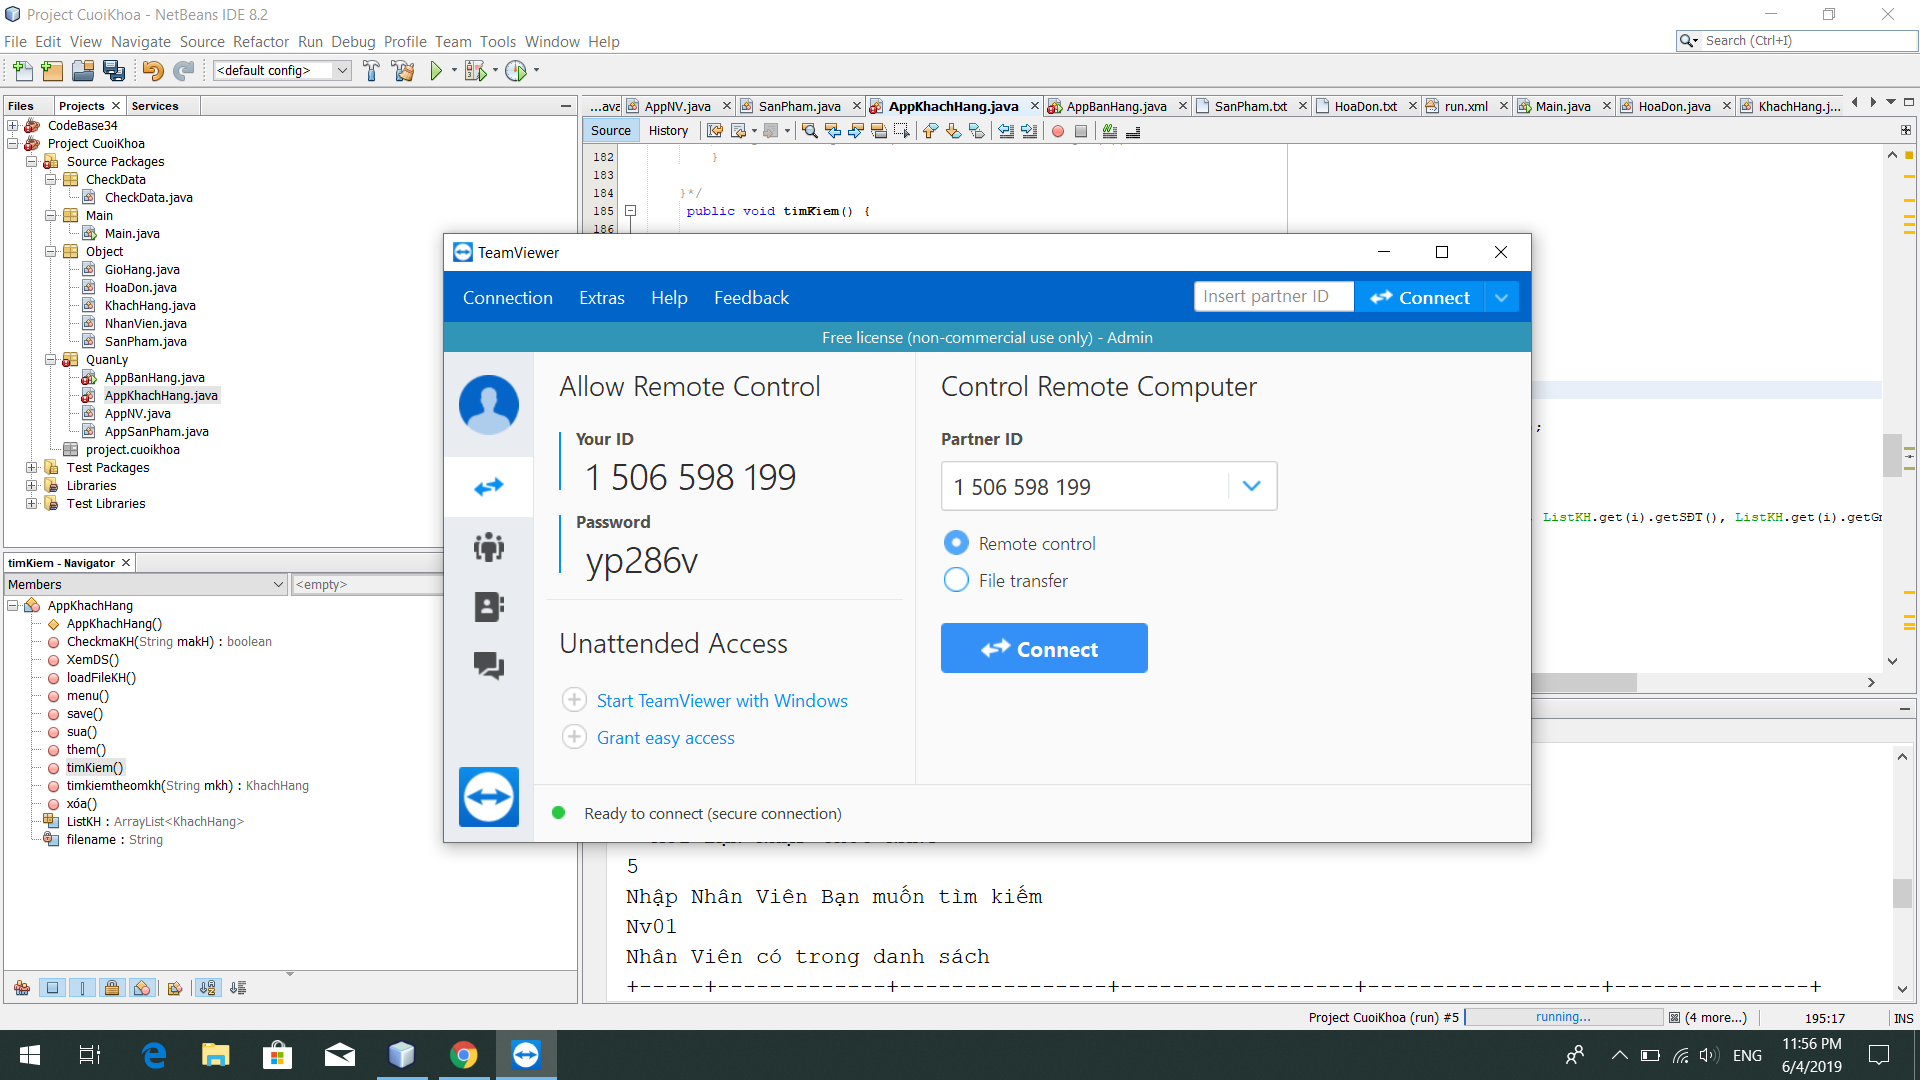 Project CuoiKhoa - NetBeans IDE 8.2
File Edit View Navigate Source Refactor Run Debug Profile Team Tools Window Help
Search (Ctrl+I)
<default config>
Files Projects Services
...ava AppNV.java SanPham.java AppKhachHang.java AppBanHang.java SanPham.txt HoaDon.txt run.xml Main.java HoaDon.java KhachHang.j...
Source History
CodeBase34
Project CuoiKhoa
Source Packages
CheckData
CheckData.java
Main
Main.java
Object
GioHang.java
HoaDon.java
KhachHang.java
NhanVien.java
SanPham.java
QuanLy
AppBanHang.java
AppKhachHang.java
AppNV.java
AppSanPham.java
project.cuoikhoa
Test Packages
Libraries
Test Libraries
182 }
183
184 }*/
185 public void timKiem() {
186
;
ListKH.get(i).getSĐT(), ListKH.get(i).getG
timKiem - Navigator
Members <empty>
AppKhachHang
AppKhachHang()
CheckmaKH(String makH) : boolean
XemDS()
loadFileKH()
menu()
save()
sua()
them()
timKiem()
timkiemtheomkh(String mkh) : KhachHang
xóa()
ListKH : ArrayList<KhachHang>
filename : String
TeamViewer
Connection Extras Help Feedback
Insert partner ID Connect
Free license (non-commercial use only) - Admin
Allow Remote Control
Your ID
1 506 598 199
Password
yp286v
Unattended Access
Start TeamViewer with Windows
Grant easy access
Control Remote Computer
Partner ID
1 506 598 199
Remote control
File transfer
Connect
Ready to connect (secure connection)
5
Nhập Nhân Viên Bạn muốn tìm kiếm
Nv01
Nhân Viên có trong danh sách
+-----+-------------+----------------+------------------+------------------+---------------+
Project CuoiKhoa (run) #5 running... (4 more...) 195:17 INS
ENG
11:56 PM
6/4/2019